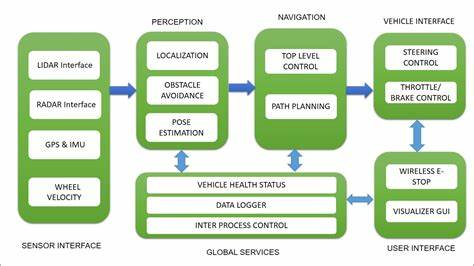 PERCEPTION
NAVIGATION
VEHICLE INTERFACE
LIDAR Interface
RADAR Interface
GPS & IMU
WHEEL
VELOCITY
SENSOR INTERFACE
LOCALIZATION
OBSTACLE
AVOIDANCE
POSE
ESTIMATION
TOP LEVEL
CONTROL
PATH PLANNING
STEERING
CONTROL
THROTTLE/
BRAKE CONTROL
VEHICLE HEALTH STATUS
DATA LOGGER
INTER PROCESS CONTROL
GLOBAL SERVICES
WIRELESS E-
STOP
VISUALIZER GUI
USER INTERFACE